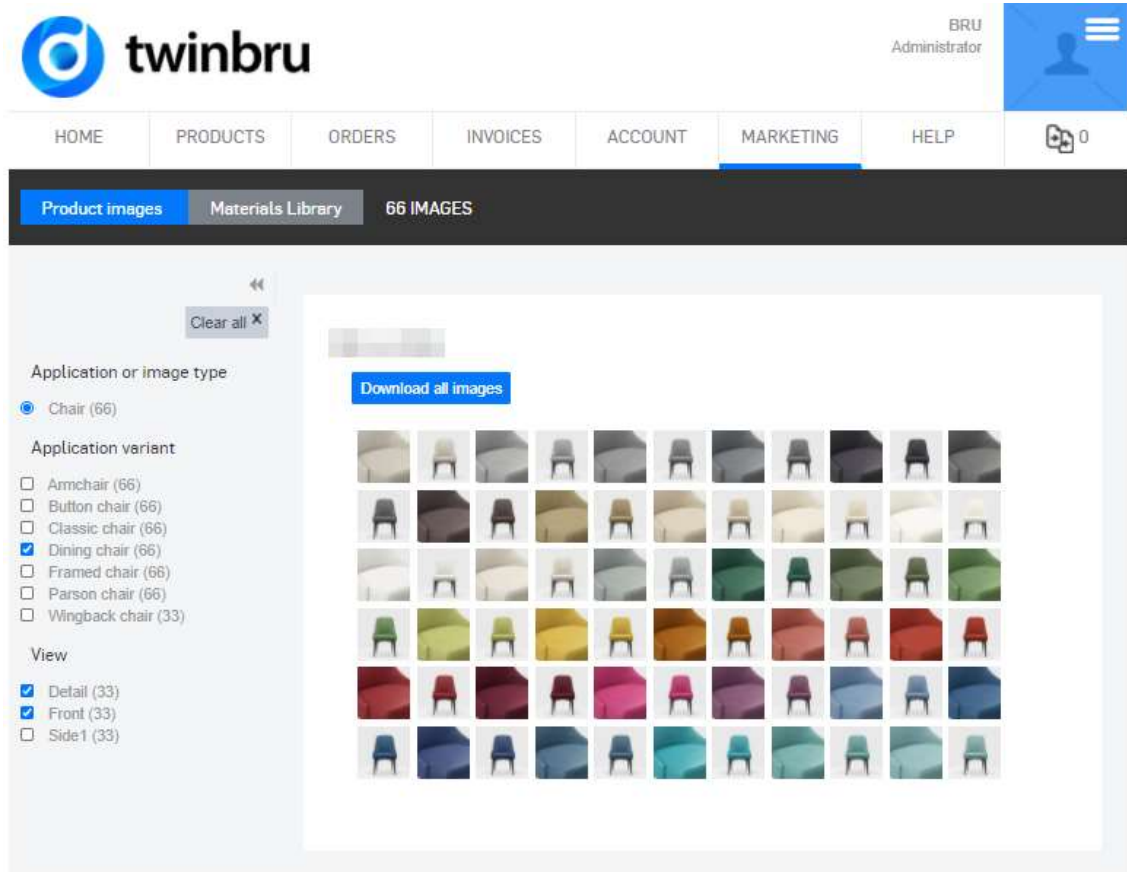 twinbru
BRU
Administrator
HOME PRODUCTS ORDERS INVOICES ACCOUNT MARKETING HELP 0
Product images Materials Library 66 IMAGES
Clear all x
Application or image type
Chair (66)
Application variant
Armchair (66)
Button chair (66)
Classic chair (66)
Dining chair (66)
Framed chair (66)
Parson chair (66)
Wingback chair (33)
View
Detail (33)
Front (33)
Side1 (33)
Download all images